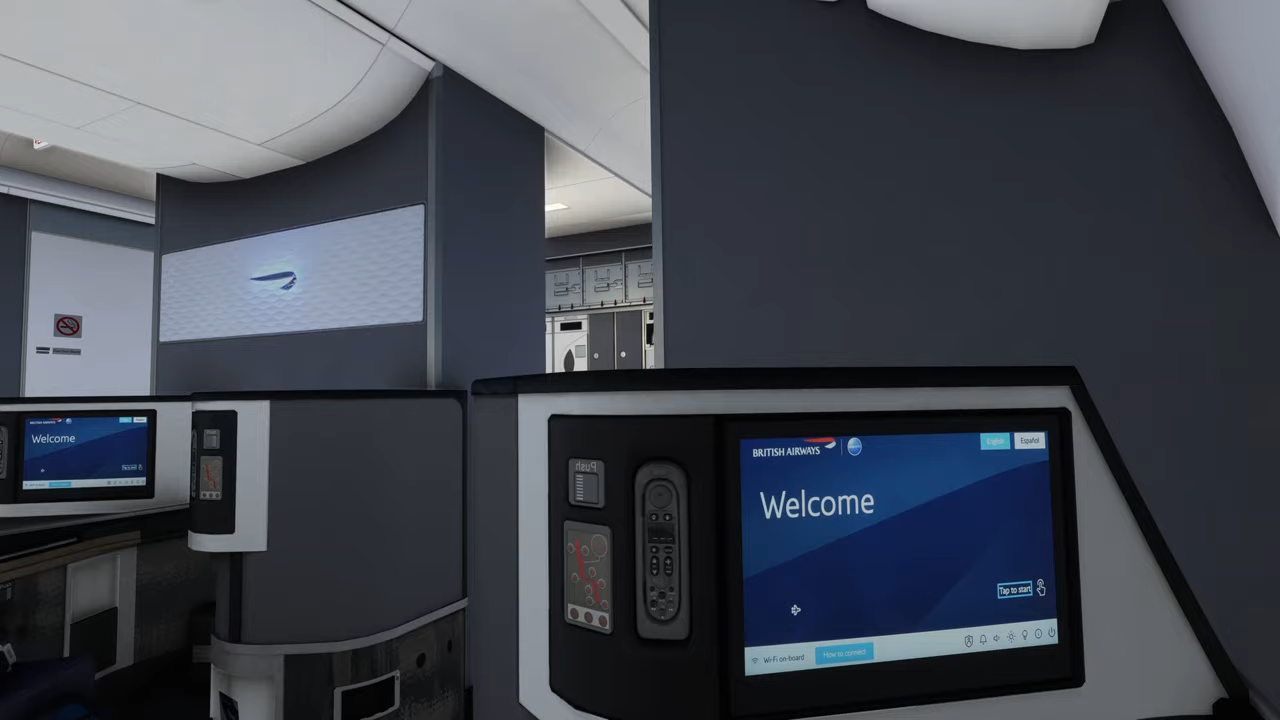 Welcome
BRITISH AIRWAYS
English
Español
Welcome
Tap to start
Wi-Fi on-board
How to connect
Push